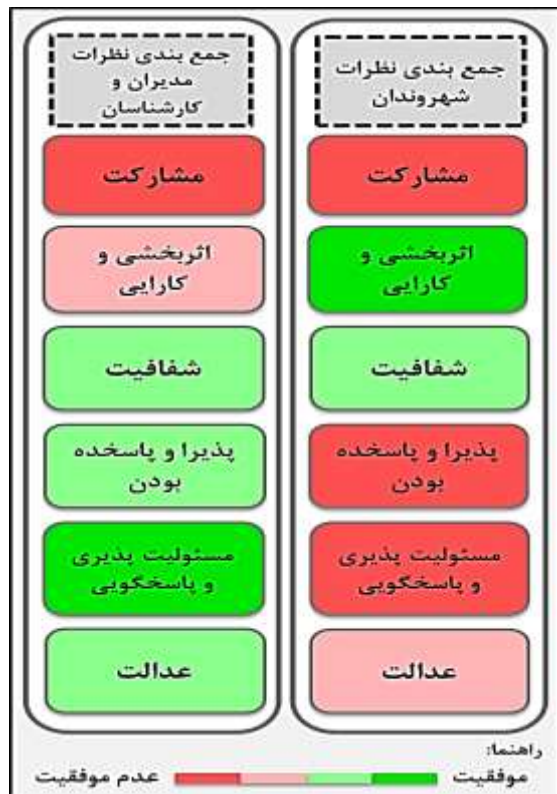 جمع بندی نظرات
شهروندان
مشارکت
اثربخشی و
کارایی
شفافیت
پذیرا و پاسخده
بودن
مسئولیت پذیری
و پاسخگویی
عدالت
جمع بندی نظرات
مدیران و
کارشناسان
مشارکت
اثربخشی و
کارایی
شفافیت
پذیرا و پاسخده
بودن
مسئولیت پذیری
و پاسخگویی
عدالت
راهنما:
موفقیت
عدم موفقیت